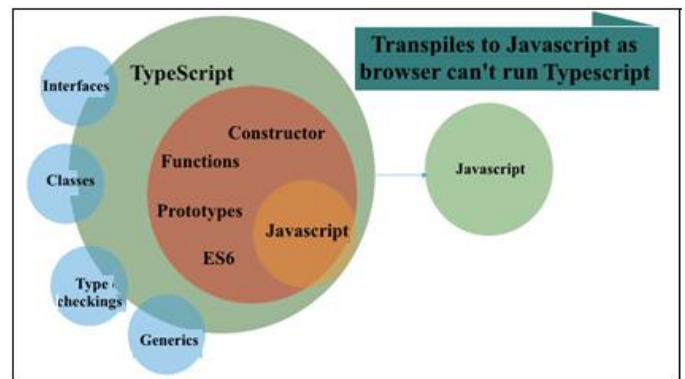 Transpiles to Javascript as
browser can't run Typescript
TypeScript
Interfaces
Constructor
Functions
Classes
Javascript
Prototypes
Javascript
ES6
Type
checkings
Generics